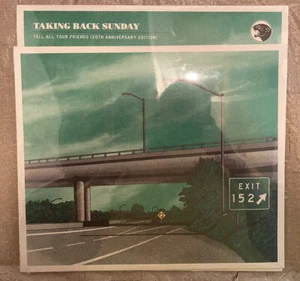 TAKING BACK SUNDAY
TELL ALL YOUR FRIENDS (20TH ANNIVERSARY EDITION)
EXIT
152